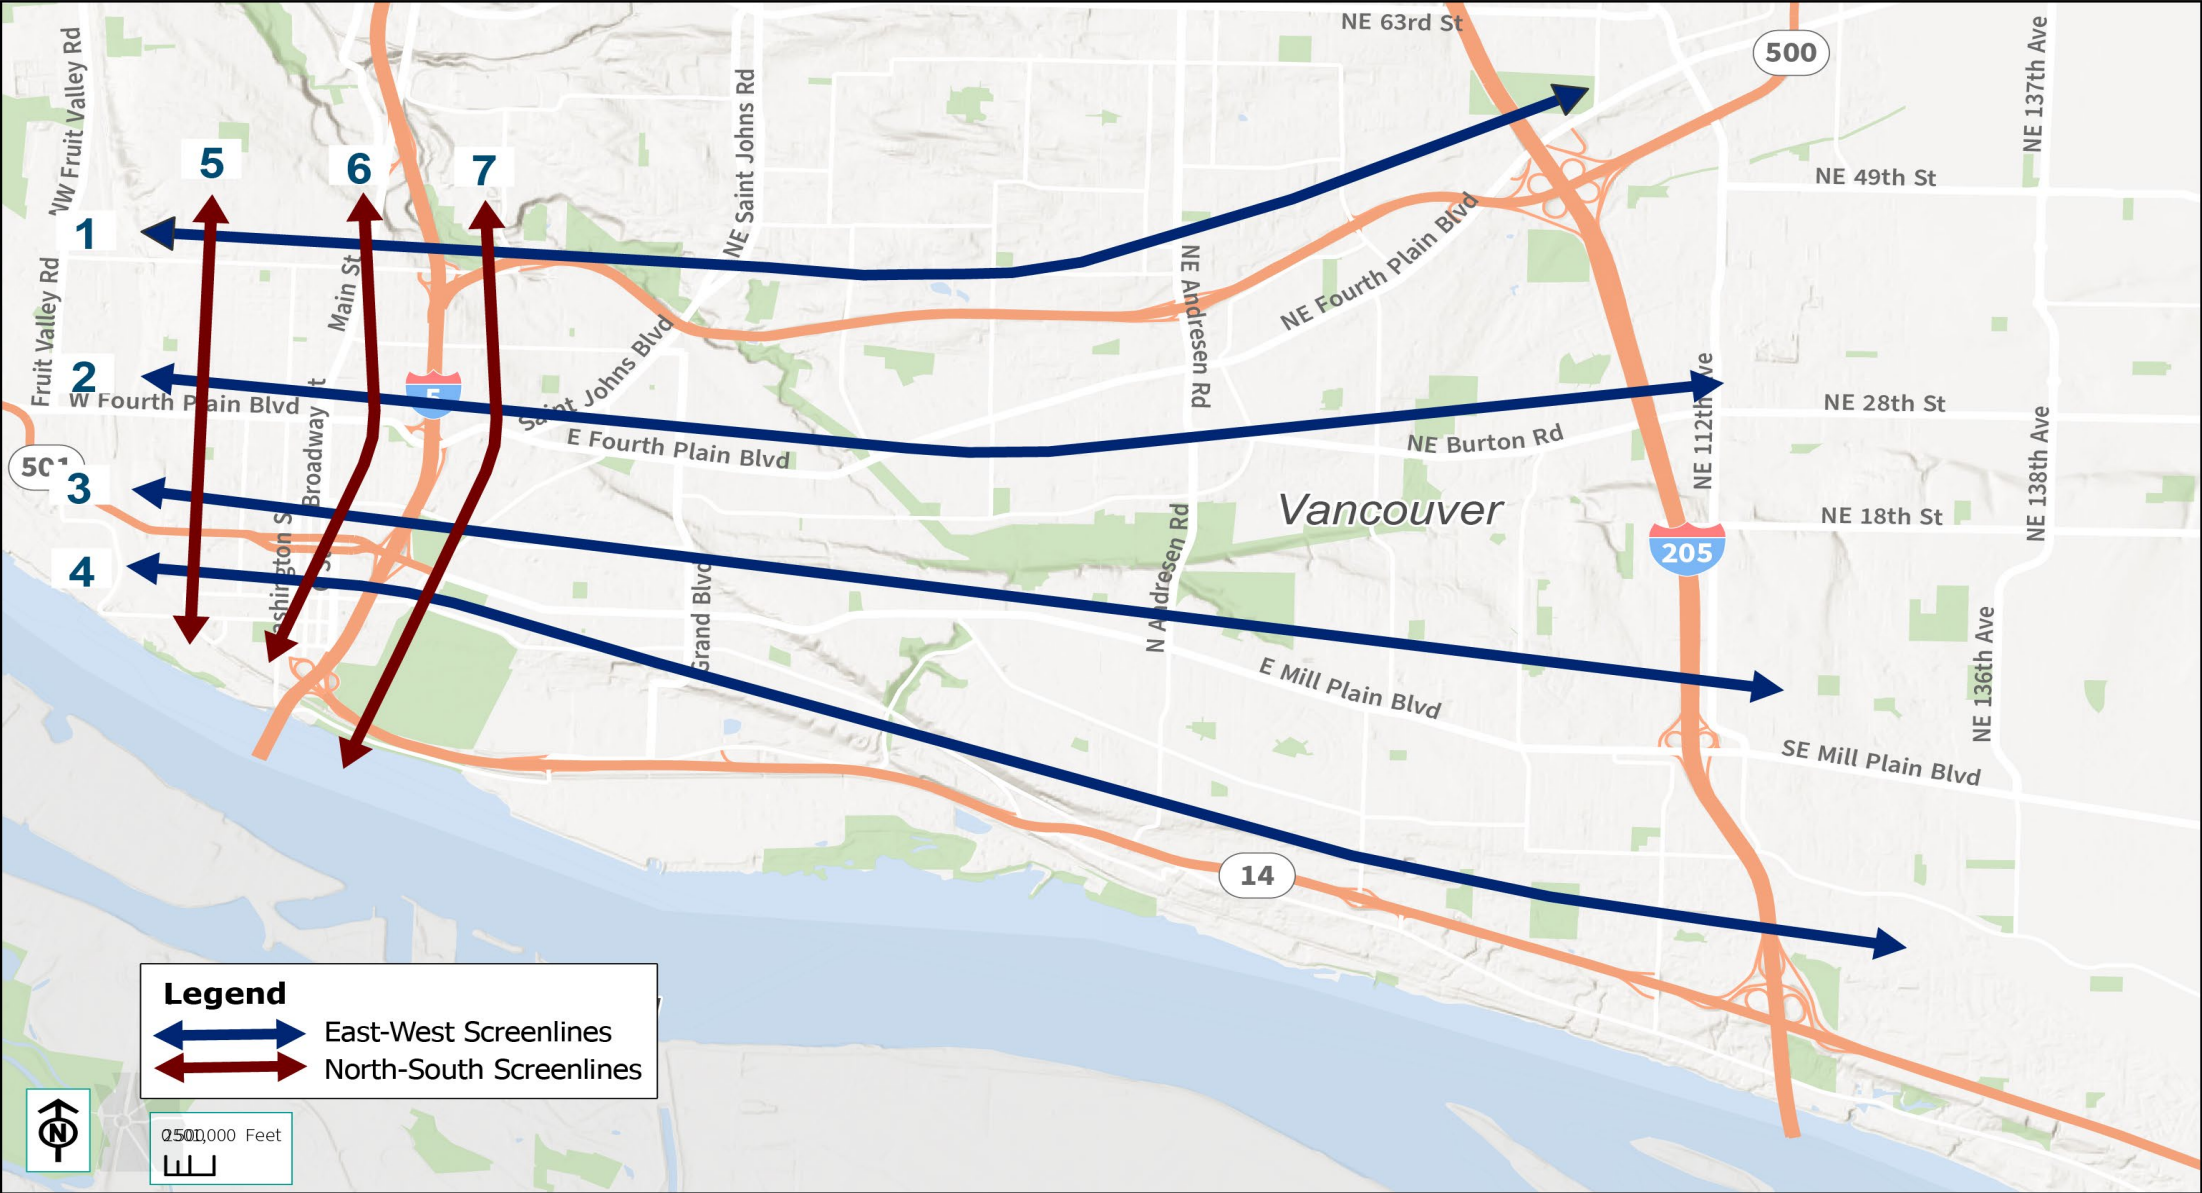 NE 63rd St
500
NW Fruit Valley Rd
NE Saint Johns Rd
NE 137th Ave
5
6
7
NE 49th St
1
Main St
NE Fourth Plain Blvd
Fruit Valley Rd
NE Andresen Rd
Saint Johns Blvd
2
5
W Fourth Plain Blvd
Broadway
E Fourth Plain Blvd
NE Burton Rd
NE 112th Ave
NE 28th St
NE 138th Ave
501
3
Vancouver
NE 18th St
205
4
Grand Blvd
N Andresen Rd
E Mill Plain Blvd
NE 136th Ave
SE Mill Plain Blvd
14
Legend
East-West Screenlines
North-South Screenlines
N
Feet